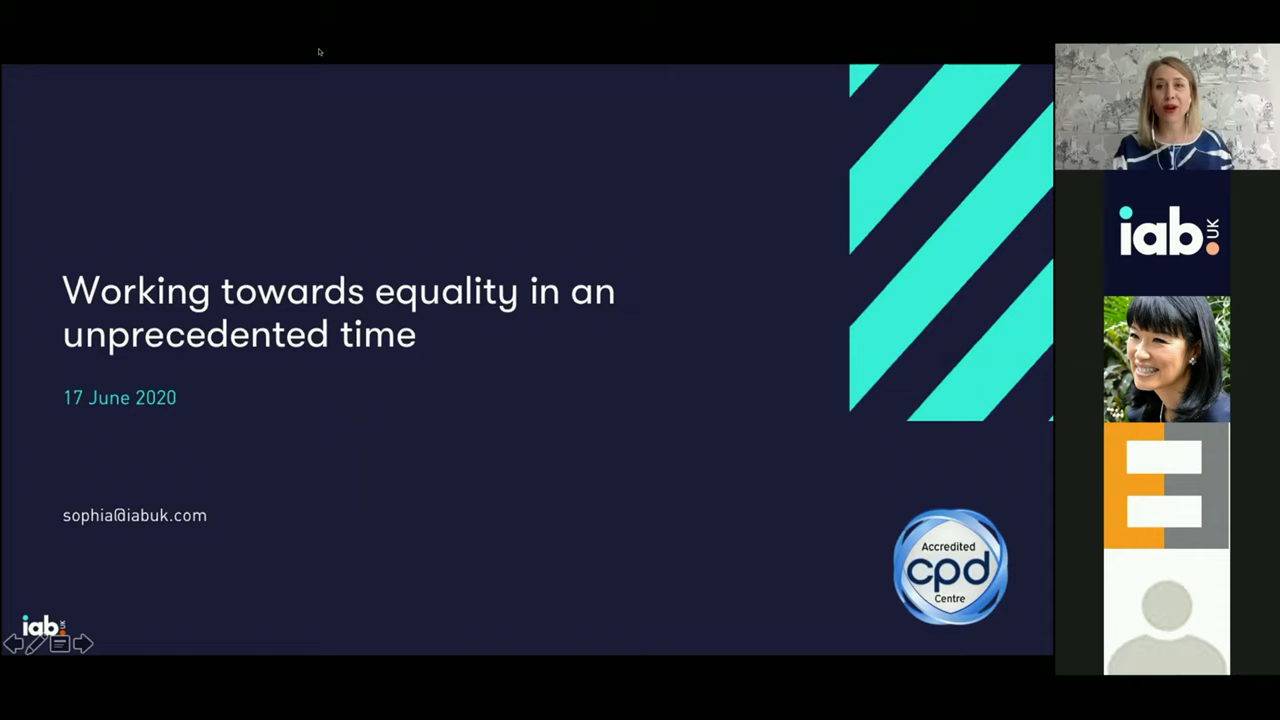 Working towards equality in an
unprecedented time
17 June 2020
sophia@iabuk.com
Accredited
cpd
Centre
iab.UK
iab.UK